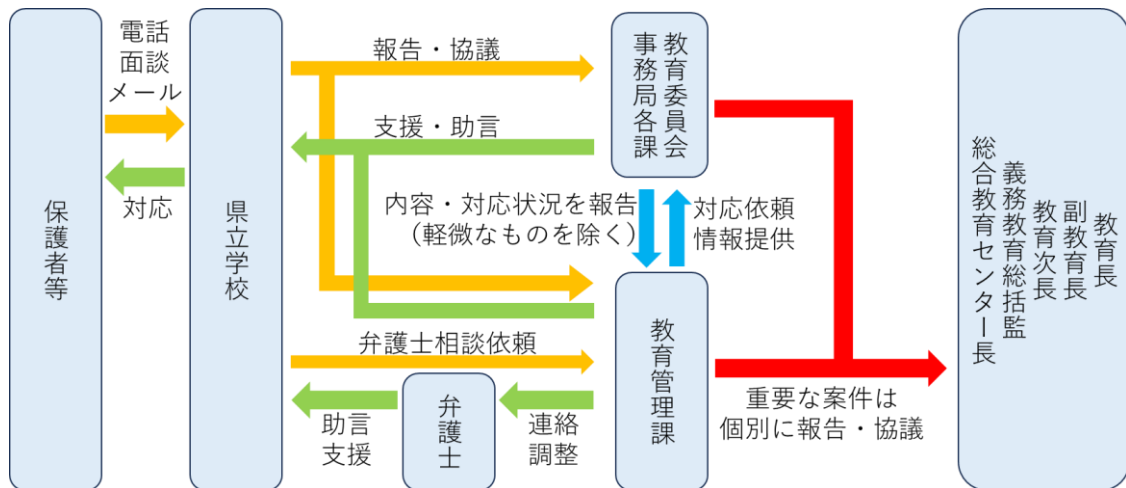 保護者等
電話
面談
メール
対応
県立学校
報告・協議
支援・助言
内容・対応状況を報告
（軽微なものを除く）
弁護士相談依頼
助言
支援
弁護士
連絡
調整
教育委員会
事務局各課
対応依頼
情報提供
教育管理課
重要な案件は
個別に報告・協議
教育長
副教育長
教育次長
義務教育総括監
総合教育センター長